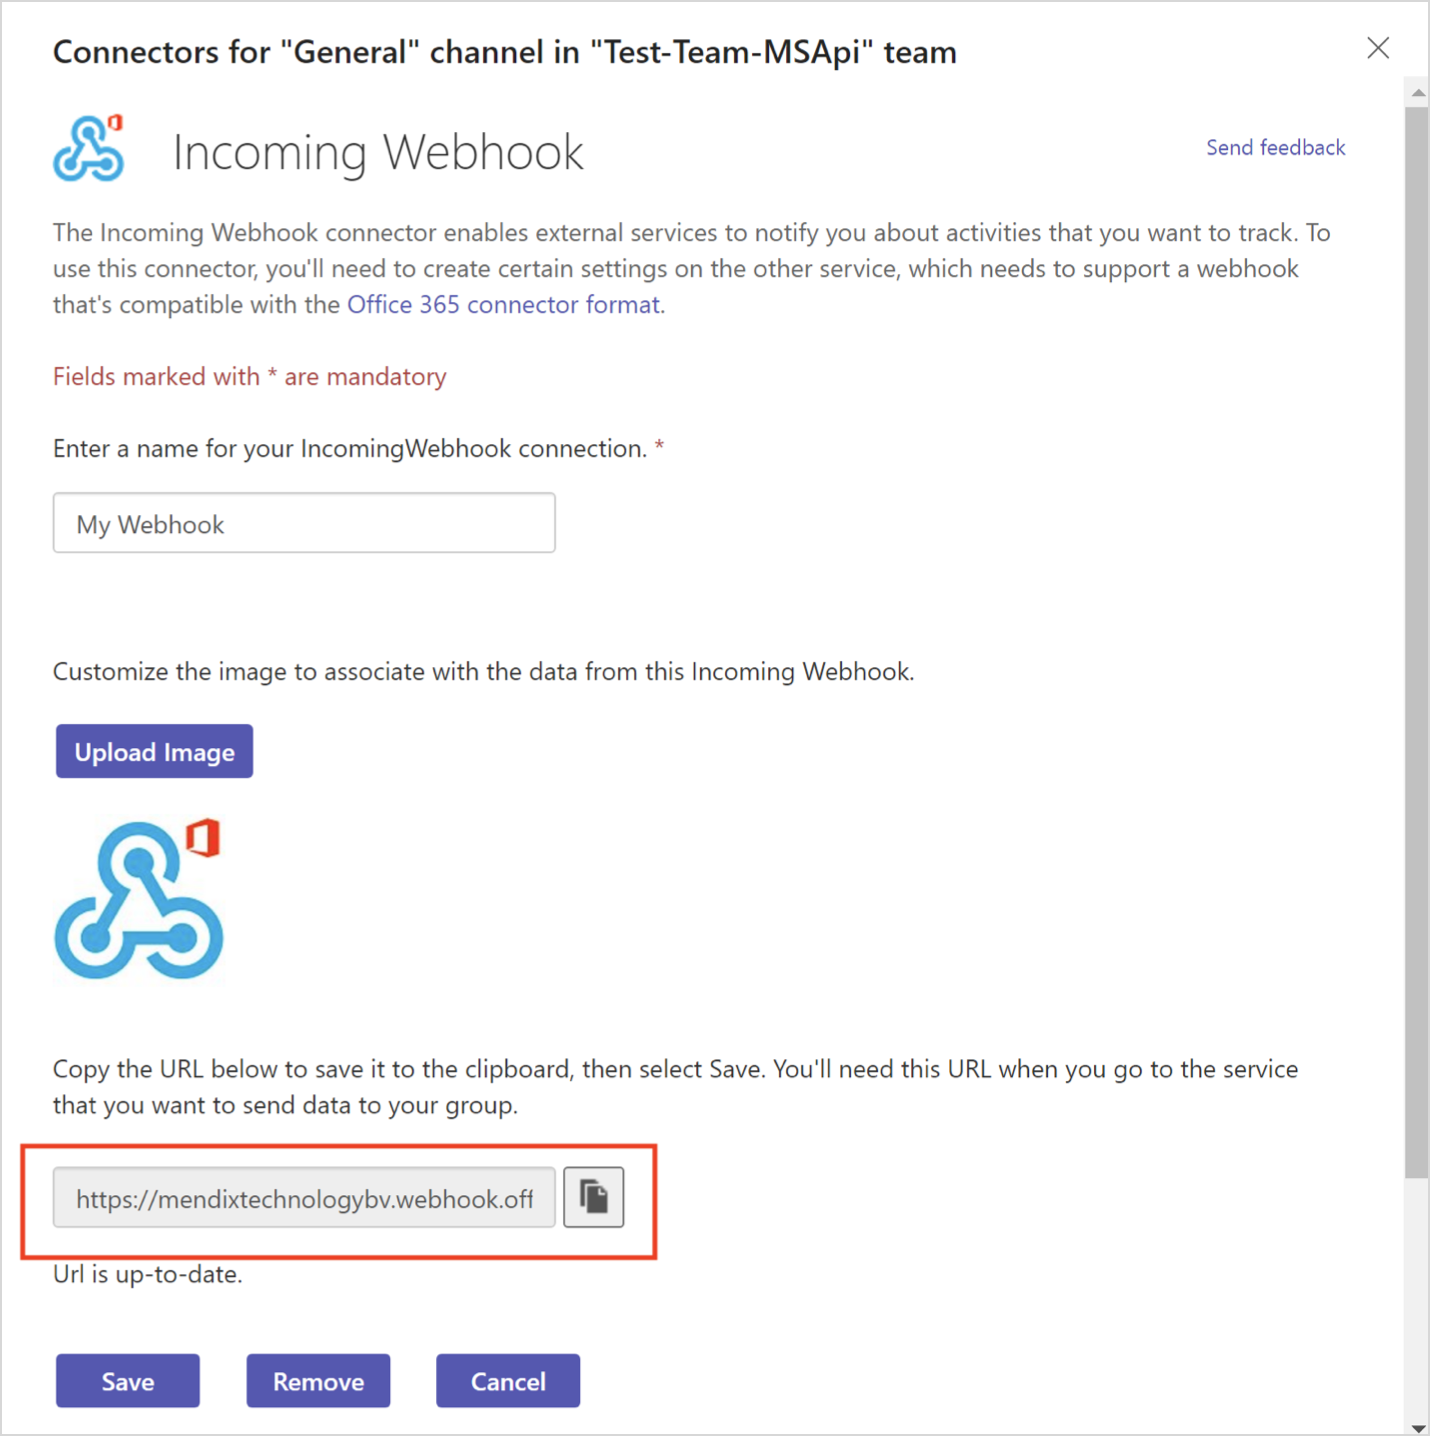 Connectors for "General" channel in "Test-Team-MSApi" team
Incoming Webhook
Send feedback
The Incoming Webhook connector enables external services to notify you about activities that you want to track. To
use this connector, you'll need to create certain settings on the other service, which needs to support a webhook
that's compatible with the Office 365 connector format.
Fields marked with * are mandatory
Enter a name for your IncomingWebhook connection. *
My Webhook
Customize the image to associate with the data from this Incoming Webhook.
Upload Image
Copy the URL below to save it to the clipboard, then select Save. You'll need this URL when you go to the service
that you want to send data to your group.
https://mendixtechnologybv.webhook.off
Url is up-to-date.
Save
Remove
Cancel